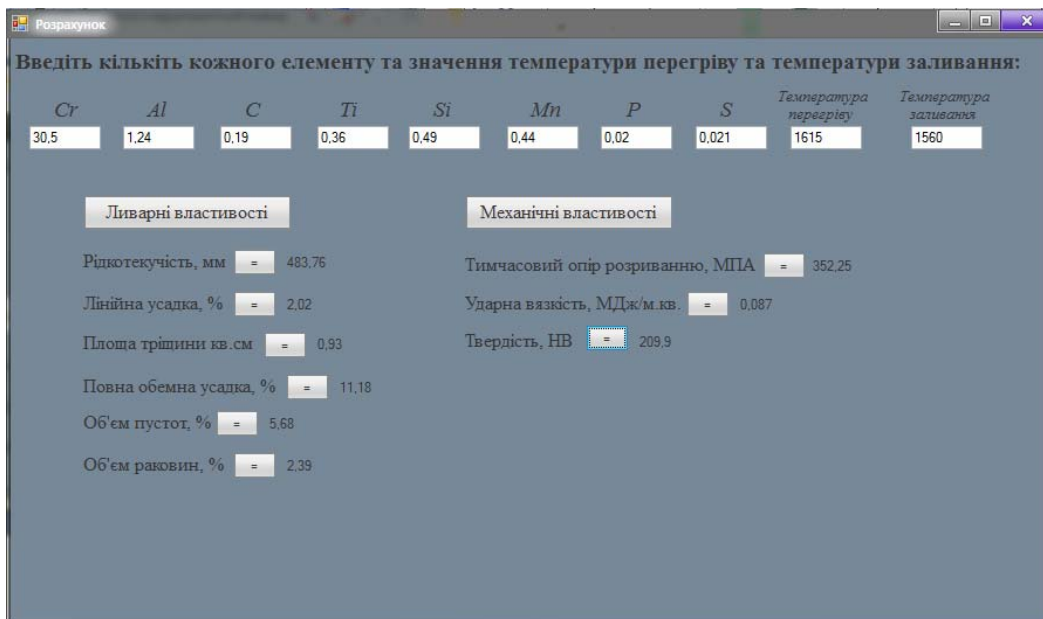 Розрахунок
Введіть кількіть кожного елементу та значення температури перегріву та температури заливання:
Cr Al C Ti Si Mn P S Температура перегріву Температура заливання
30,5 1,24 0,19 0,36 0,49 0,44 0,02 0,021 1615 1560
Ливарні властивості Механічні властивості
Рідкотекучість, мм = 483,76
Лінійна усадка, % = 2,02
Площа тріщини кв.см = 0,93
Повна обемна усадка, % = 11,18
Об'єм пустот, % = 5,68
Об'єм раковин, % = 2,39
Тимчасовий опір розриванню, МПА = 352,25
Ударна вязкість, МДж/м.кв. = 0,087
Твердість, НВ = 209,9